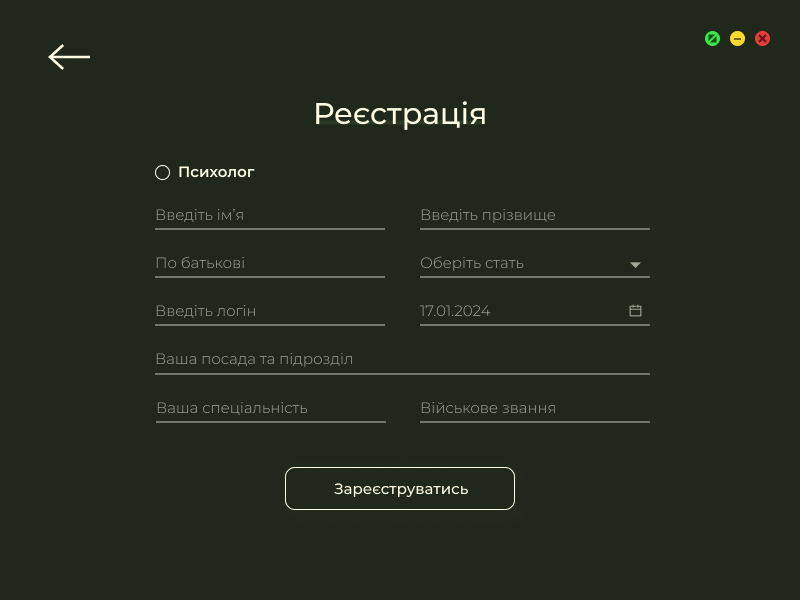 Реєстрація
Психолог
Введіть ім’я
Введіть прізвище
По батькові
Оберіть стать
Введіть логін
17.01.2024
Ваша посада та підрозділ
Ваша спеціальність
Військове звання
Зареєструватись